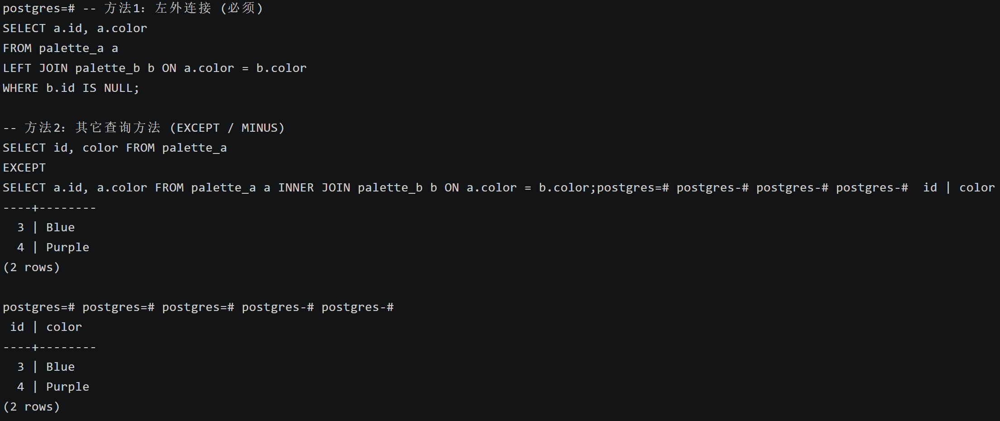 postgres=# -- 方法1：左外连接 (必须)
SELECT a.id, a.color
FROM palette_a a
LEFT JOIN palette_b b ON a.color = b.color
WHERE b.id IS NULL;
-- 方法2：其它查询方法 (EXCEPT / MINUS)
SELECT id, color FROM palette_a
EXCEPT
SELECT a.id, a.color FROM palette_a a INNER JOIN palette_b b ON a.color = b.color;postgres=# postgres-# postgres-# postgres-#  id | color
----+--------
  3 | Blue
  4 | Purple
(2 rows)
postgres=# postgres=# postgres=# postgres-# postgres-#
 id | color
----+--------
  3 | Blue
  4 | Purple
(2 rows)